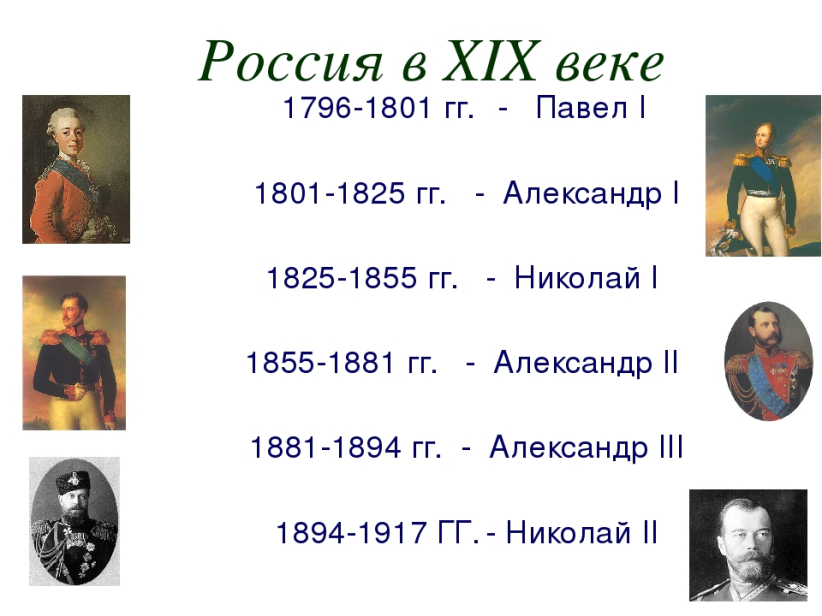 Россия в XIX веке
1796-1801 гг. - Павел I
1801-1825 гг. - Александр I
1825-1855 гг. - Николай I
1855-1881 гг. - Александр II
1881-1894 гг. - Александр III
1894-1917 ГГ. - Николай II